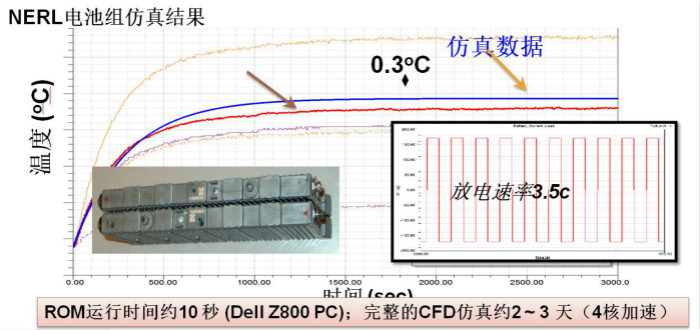 NERL电池组仿真结果
仿真数据
0.3°C
温度 (°C)
放电速率3.5c
0.00
500.00
1000.00
1500.00
2000.00
2500.00
3000.0
时间 (sec)
ROM运行时间约10 秒 (Dell Z800 PC)；完整的CFD仿真约2 ~ 3 天（4核加速）